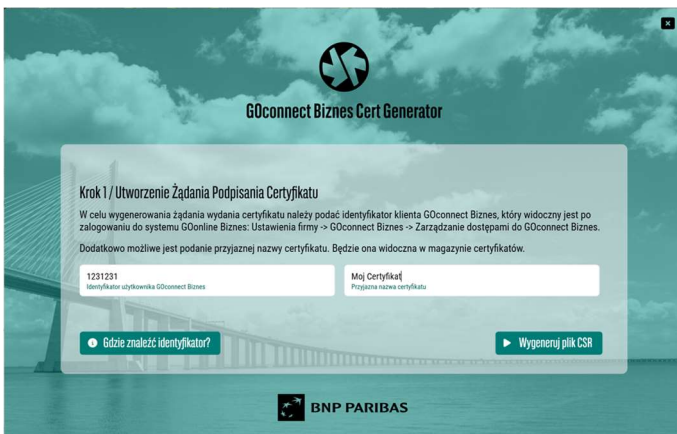 GOconnect Biznes Cert Generator
Krok 1 / Utworzenie Żądania Podpisania Certyfikatu
W celu wygenerowania żądania wydania certyfikatu należy podać identyfikator klienta GOconnect Biznes, który widoczny jest po
zalogowaniu do systemu GOonline Biznes: Ustawienia firmy -> GOconnect Biznes -> Zarządzanie dostępami do GOconnect Biznes.
Dodatkowo możliwe jest podanie przyjaznej nazwy certyfikatu. Będzie ona widoczna w magazynie certyfikatów.
1231231
Identyfikator użytkownika GOconnect Biznes
Moj Certyfikat
Przyjazna nazwa certyfikatu
Gdzie znaleźć identyfikator?
Wygeneruj plik CSR
BNP PARIBAS